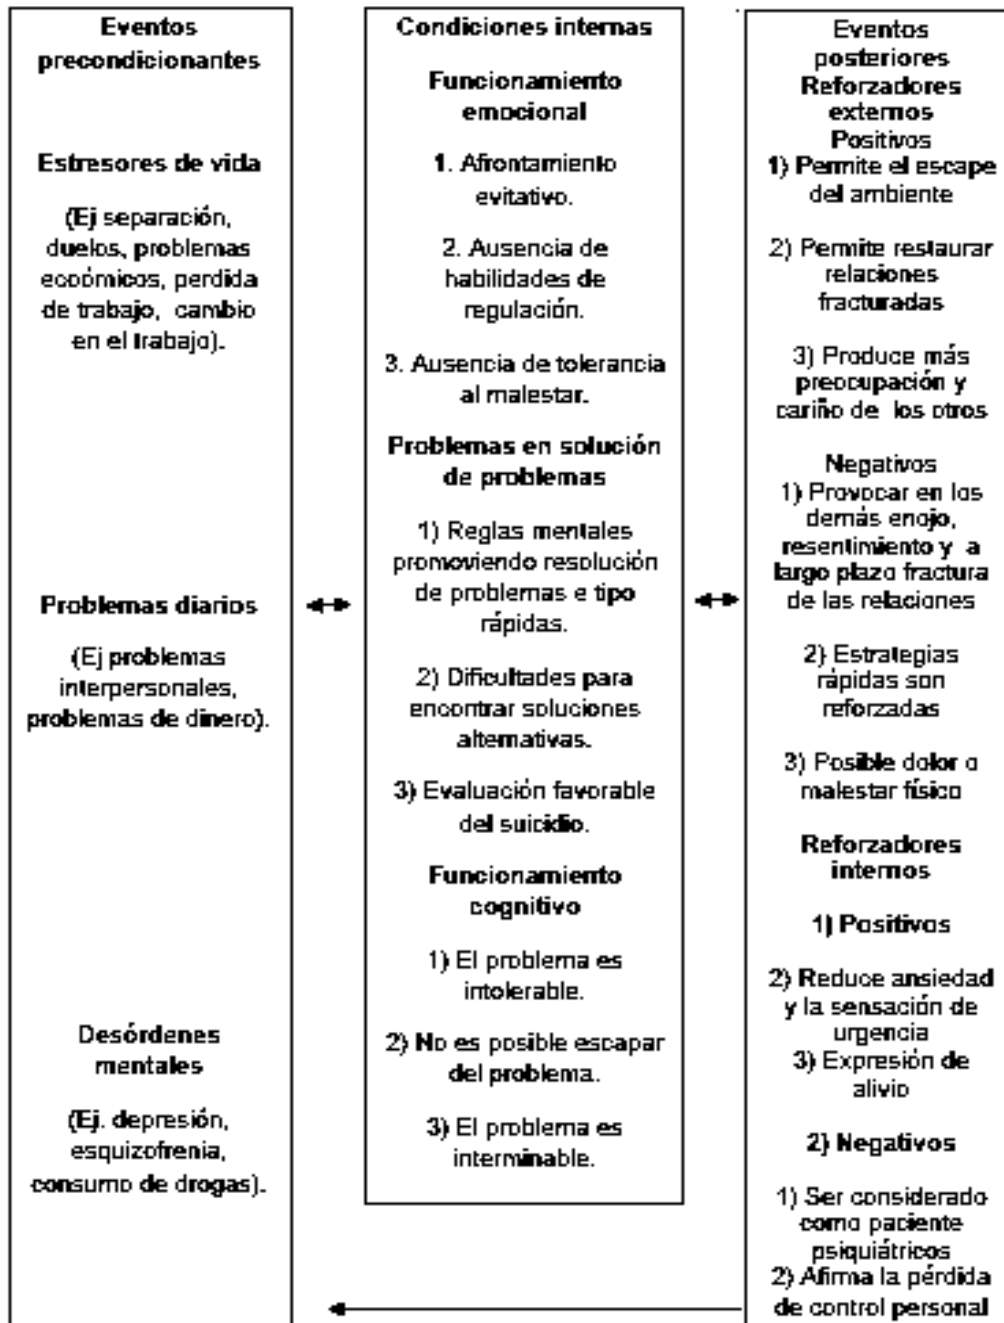 Eventos
precondicionantes
Estresores de vida
(Ej separación,
duelos, problemas
ecoómicos, perdida
de trabajo, cambio
en el trabajo).
Problemas diarios
(Ej problemas
interpersonales,
problemas de dinero).
Desórdenes
mentales
(Ej. depresión,
esquizofrenia,
consumo de drogas).
Condiciones internas
Funcionamiento
emocional
1. Afrontamiento
evitativo.
2. Ausencia de
habilidades de
regulación.
3. Ausencia de tolerancia
al malestar.
Problemas en solución
de problemas
1) Reglas mentales
promoviendo resolución
de problemas e tipo
rápidas.
2) Dificultades para
encontrar soluciones
alternativas.
3) Evaluación favorable
del suicidio.
Funcionamiento
cognitivo
1) El problema es
intolerable.
2) No es posible escapar
del problema.
3) El problema es
interminable.
Eventos
posteriores
Reforzadores
externos
Positivos
1) Permite el escape
del ambiente
2) Permite restaurar
relaciones
fracturadas
3) Produce más
preocupación y
cariño de los otros
Negativos
1) Provocar en los
demás enojo,
resentimiento y a
largo plazo fractura
de las relaciones
2) Estrategias
rápidas son
reforzadas
3) Posible dolor o
malestar físico
Reforzadores
internos
1) Positivos
2) Reduce ansiedad
y la sensación de
urgencia
3) Expresión de
alivio
2) Negativos
1) Ser considerado
como paciente
psiquiátricos
2) Afirma la pérdida
de control personal